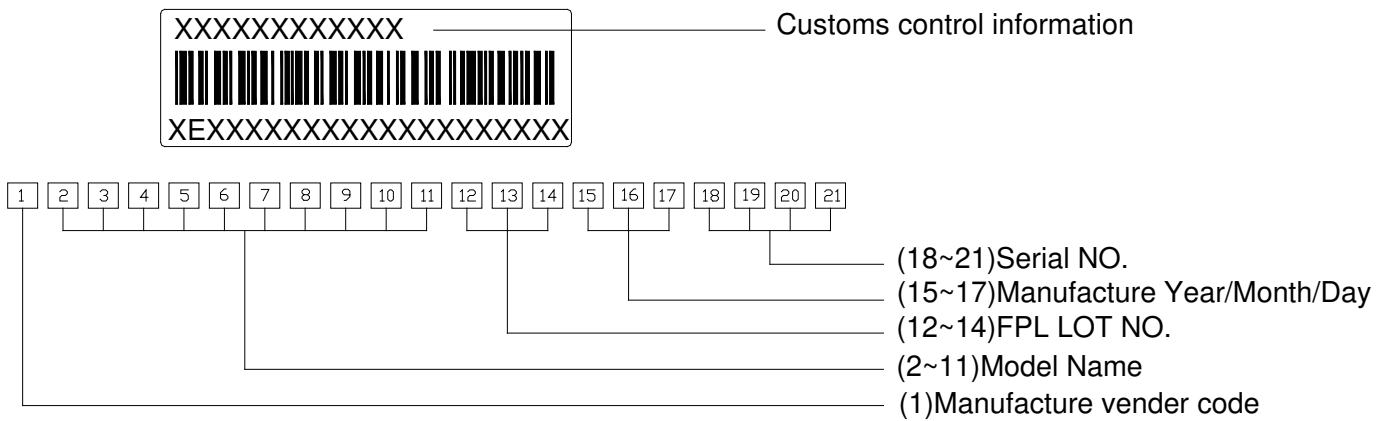 XXXXXXXXXXXX
Customs control information
XEXXXXXXXXXXXXXXXXXXX
1 2 3 4 5 6 7 8 9 10 11 12 13 14 15 16 17 18 19 20 21
(18~21)Serial NO.
(15~17)Manufacture Year/Month/Day
(12~14)FPL LOT NO.
(2~11)Model Name
(1)Manufacture vender code